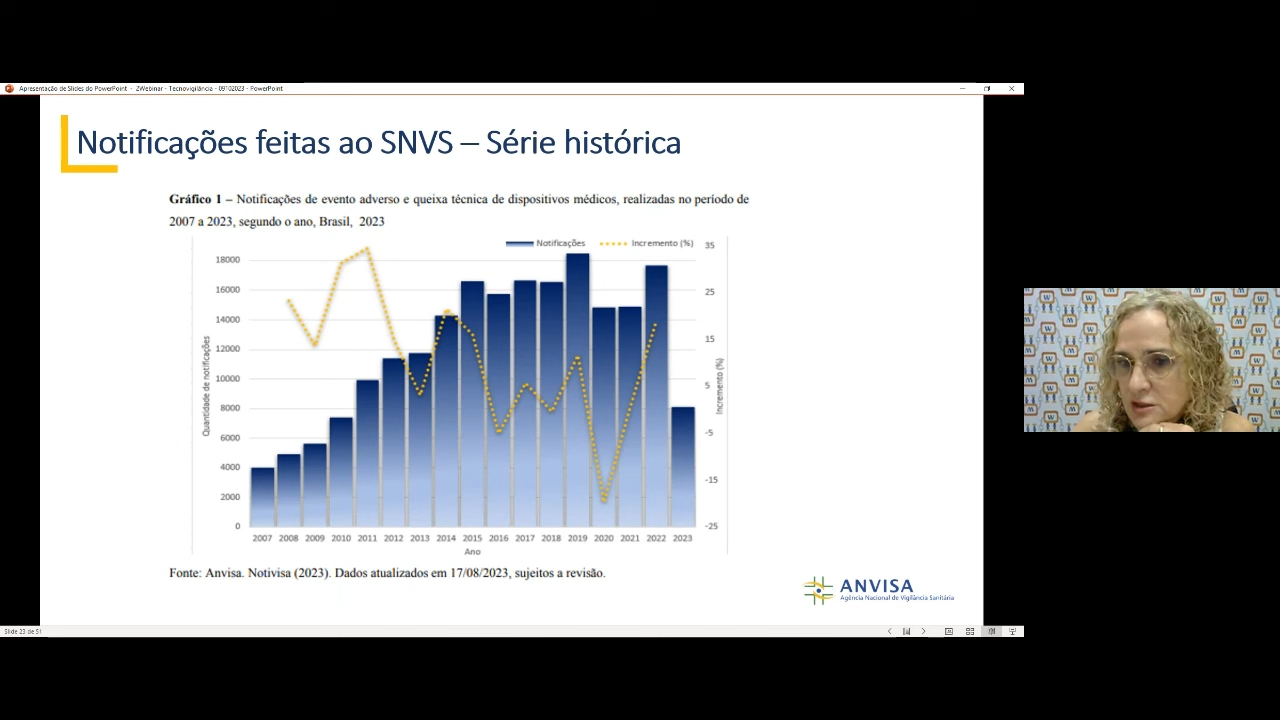 Apresentação de Slides do PowerPoint - 2Webinar - Tecnovigilância - 09102023 - PowerPoint
Notificações feitas ao SNVS – Série histórica
Gráfico 1 – Notificações de evento adverso e queixa técnica de dispositivos médicos, realizadas no período de
2007 a 2023, segundo o ano, Brasil, 2023
Notificações Incremento (%)
18000
16000
14000
12000
10000
8000
6000
4000
2000
0
Quantidade de notificações
35
25
15
5
-5
-15
-25
Incremento (%)
2007 2008 2009 2010 2011 2012 2013 2014 2015 2016 2017 2018 2019 2020 2021 2022 2023
Ano
Fonte: Anvisa. Notivisa (2023). Dados atualizados em 17/08/2023, sujeitos a revisão.
ANVISA
Agência Nacional de Vigilância Sanitária
Slide 23 de 51